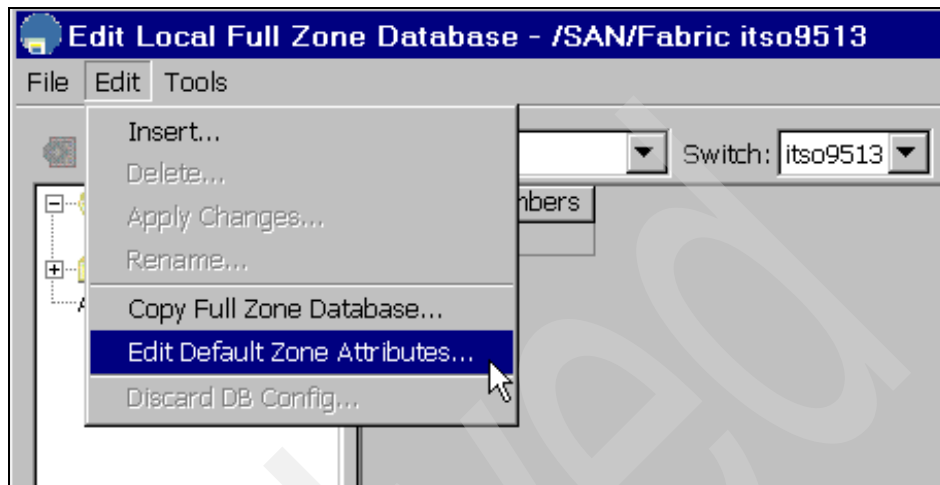 Edit Local Full Zone Database - /SAN/Fabric itso9513
File Edit Tools
Insert...
Switch: itso9513
Delete...
Apply Changes...
Rename...
Copy Full Zone Database...
Edit Default Zone Attributes...
Discard DB Config...